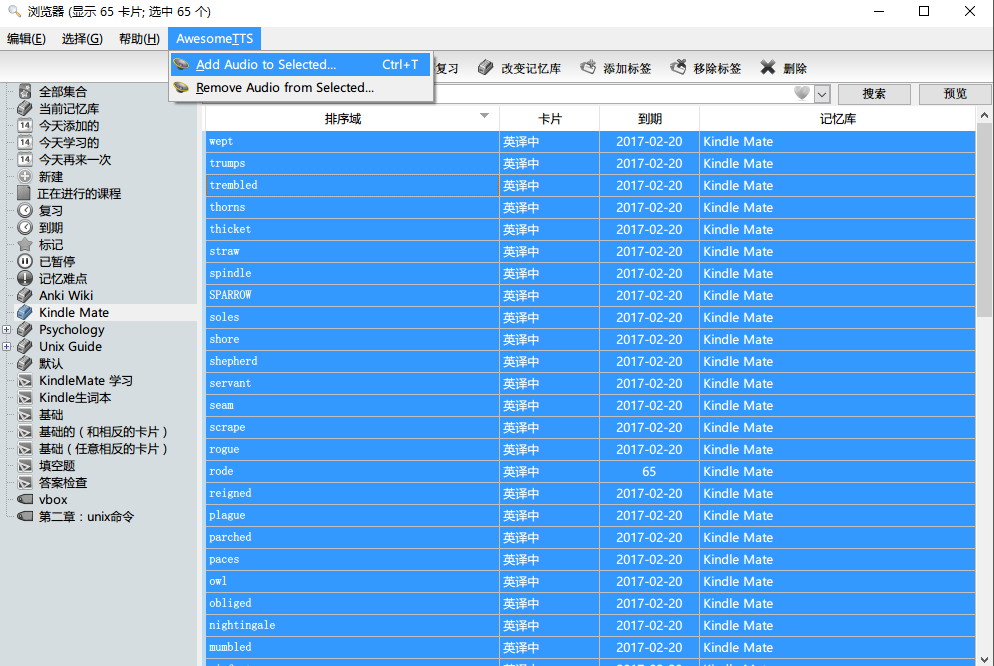 浏览器 (显示 65 卡片; 选中 65 个)
编辑(E) 选择(G) 帮助(H) AwesomeTTS
Add Audio to Selected... Ctrl+T
Remove Audio from Selected...
复习 改变记忆库 添加标签 移除标签 删除
搜索 预览
全部集合
当前记忆库
今天添加的
今天学习的
今天再来一次
新建
正在进行的课程
复习
到期
标记
已暂停
记忆难点
Anki Wiki
Kindle Mate
Psychology
Unix Guide
默认
KindleMate 学习
Kindle生词本
基础
基础的（和相反的卡片）
基础（任意相反的卡片）
填空题
答案检查
vbox
第二章：unix命令
排序域 卡片 到期 记忆库
wept 英译中 2017-02-20 Kindle Mate
trumps 英译中 2017-02-20 Kindle Mate
trembled 英译中 2017-02-20 Kindle Mate
thorns 英译中 2017-02-20 Kindle Mate
thicket 英译中 2017-02-20 Kindle Mate
straw 英译中 2017-02-20 Kindle Mate
spindle 英译中 2017-02-20 Kindle Mate
SPARROW 英译中 2017-02-20 Kindle Mate
soles 英译中 2017-02-20 Kindle Mate
shore 英译中 2017-02-20 Kindle Mate
shepherd 英译中 2017-02-20 Kindle Mate
servant 英译中 2017-02-20 Kindle Mate
seam 英译中 2017-02-20 Kindle Mate
scrape 英译中 2017-02-20 Kindle Mate
rogue 英译中 2017-02-20 Kindle Mate
rode 英译中 65 Kindle Mate
reigned 英译中 2017-02-20 Kindle Mate
plague 英译中 2017-02-20 Kindle Mate
parched 英译中 2017-02-20 Kindle Mate
paces 英译中 2017-02-20 Kindle Mate
owl 英译中 2017-02-20 Kindle Mate
obliged 英译中 2017-02-20 Kindle Mate
nightingale 英译中 2017-02-20 Kindle Mate
mumbled 英译中 2017-02-20 Kindle Mate